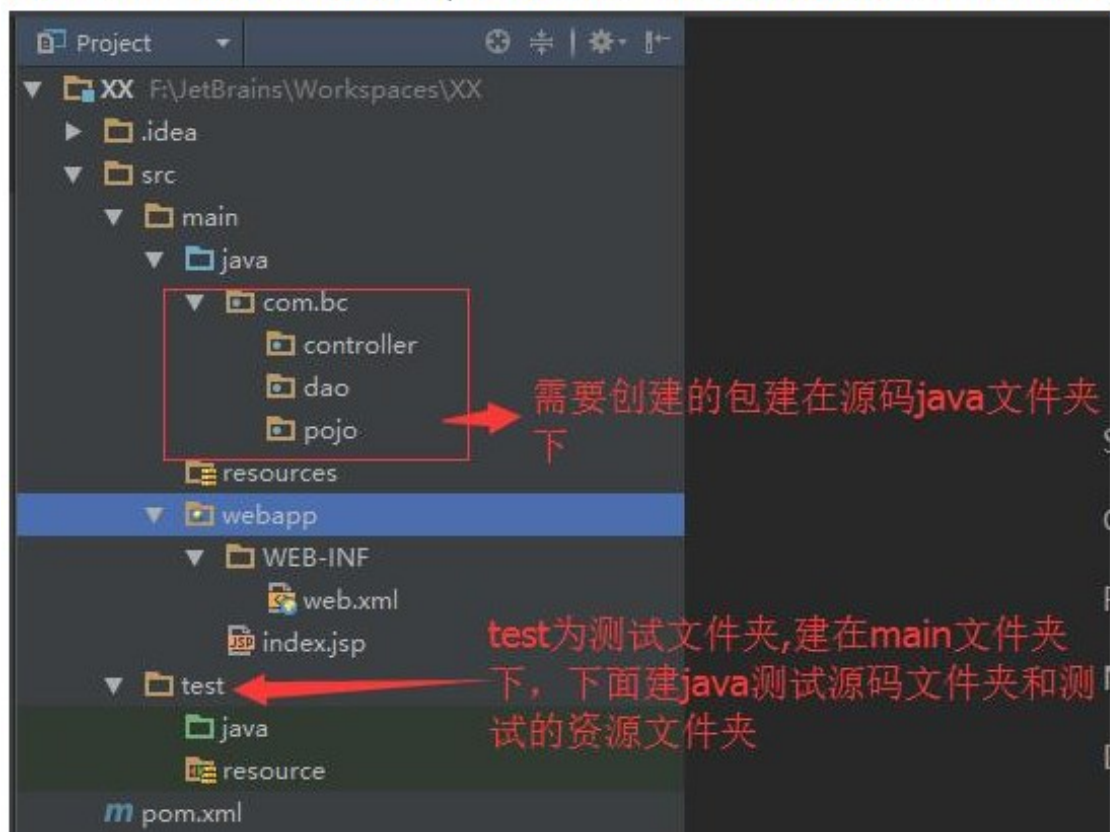 Project
XX F:\JetBrains\Workspaces\XX
.idea
src
main
java
com.bc
controller
dao
pojo
需要创建的包建在源码java文件夹
下
resources
webapp
WEB-INF
web.xml
index.jsp
test为测试文件夹,建在main文件夹
下，下面建java测试源码文件夹和测
试的资源文件夹
test
java
resource
pom.xml